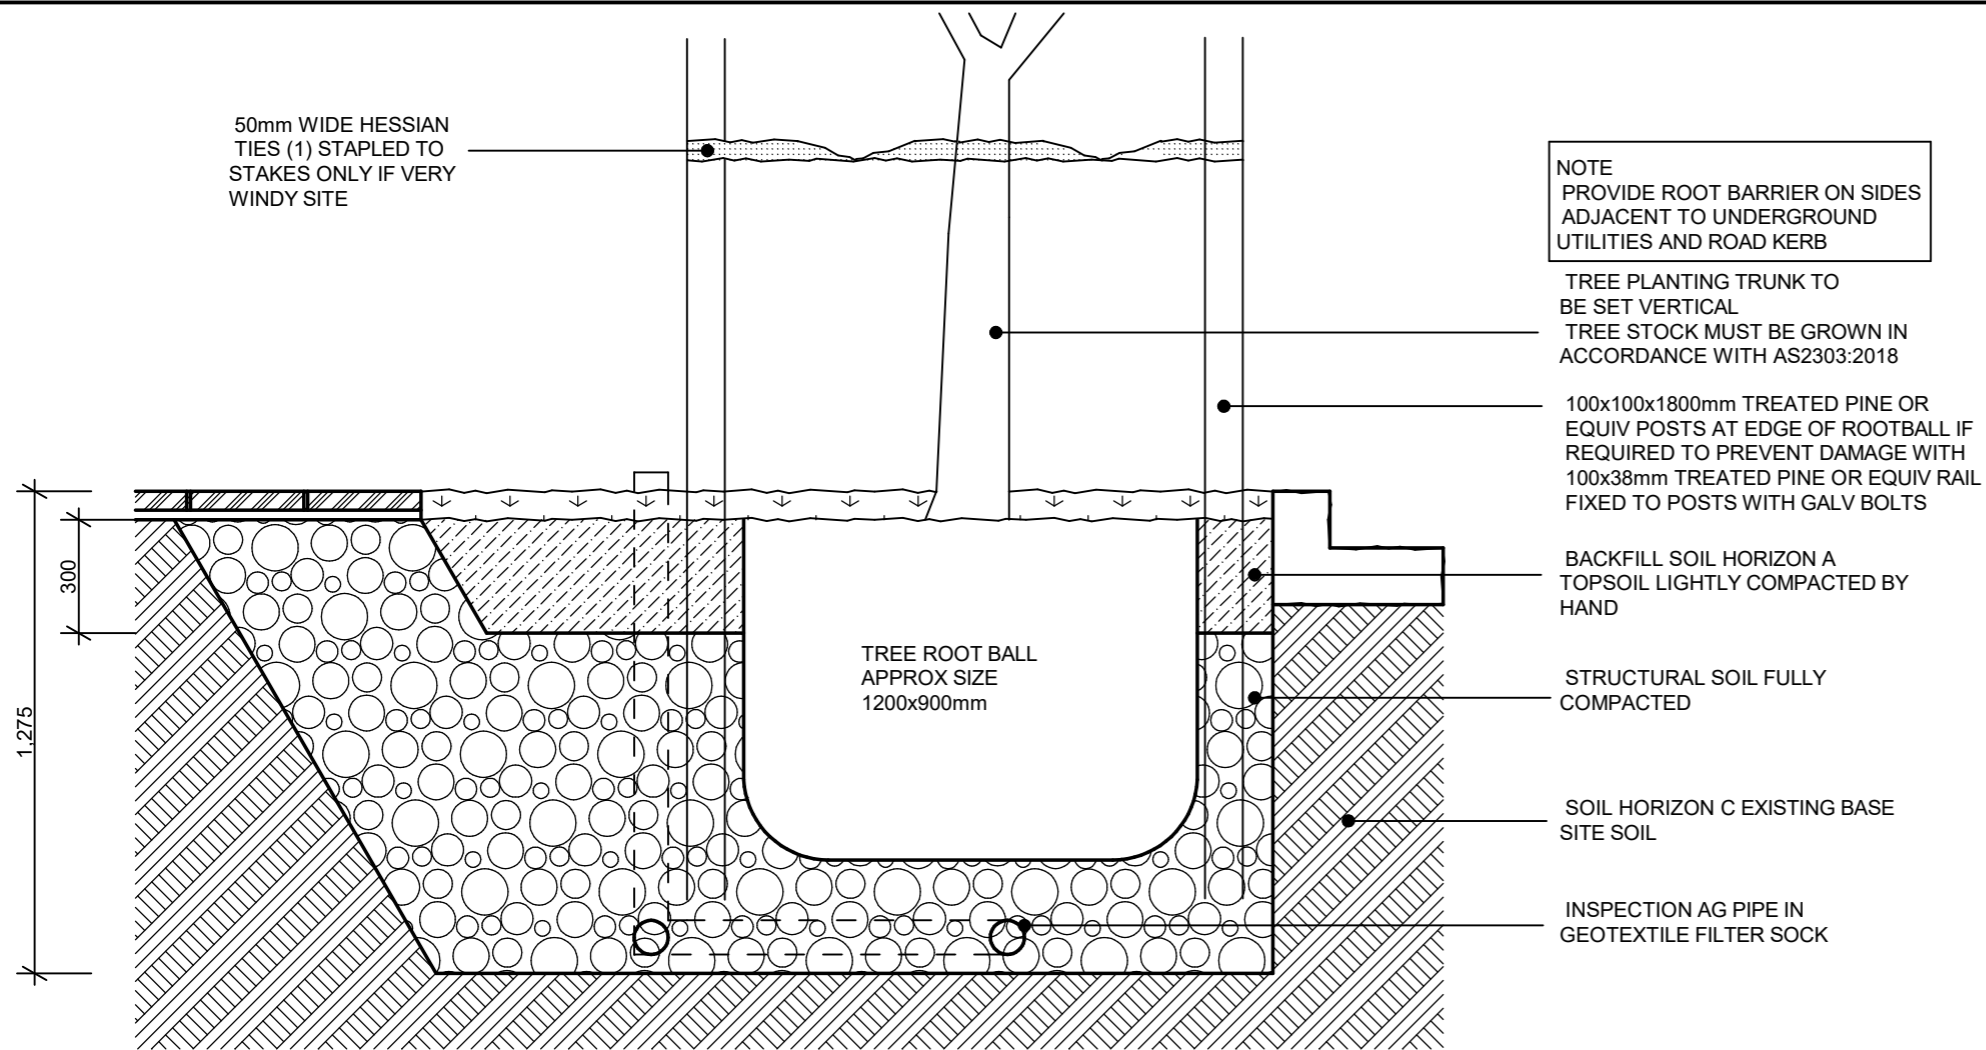 50mm WIDE HESSIAN
TIES (1) STAPLED TO
STAKES ONLY IF VERY
WINDY SITE
NOTE
PROVIDE ROOT BARRIER ON SIDES
ADJACENT TO UNDERGROUND
UTILITIES AND ROAD KERB
TREE PLANTING TRUNK TO
BE SET VERTICAL
TREE STOCK MUST BE GROWN IN
ACCORDANCE WITH AS2303:2018
100x100x1800mm TREATED PINE OR
EQUIV POSTS AT EDGE OF ROOTBALL IF
REQUIRED TO PREVENT DAMAGE WITH
100x38mm TREATED PINE OR EQUIV RAIL
FIXED TO POSTS WITH GALV BOLTS
300
1,275
BACKFILL SOIL HORIZON A
TOPSOIL LIGHTLY COMPACTED BY
HAND
TREE ROOT BALL
APPROX SIZE
1200x900mm
STRUCTURAL SOIL FULLY
COMPACTED
SOIL HORIZON C EXISTING BASE
SITE SOIL
INSPECTION AG PIPE IN
GEOTEXTILE FILTER SOCK